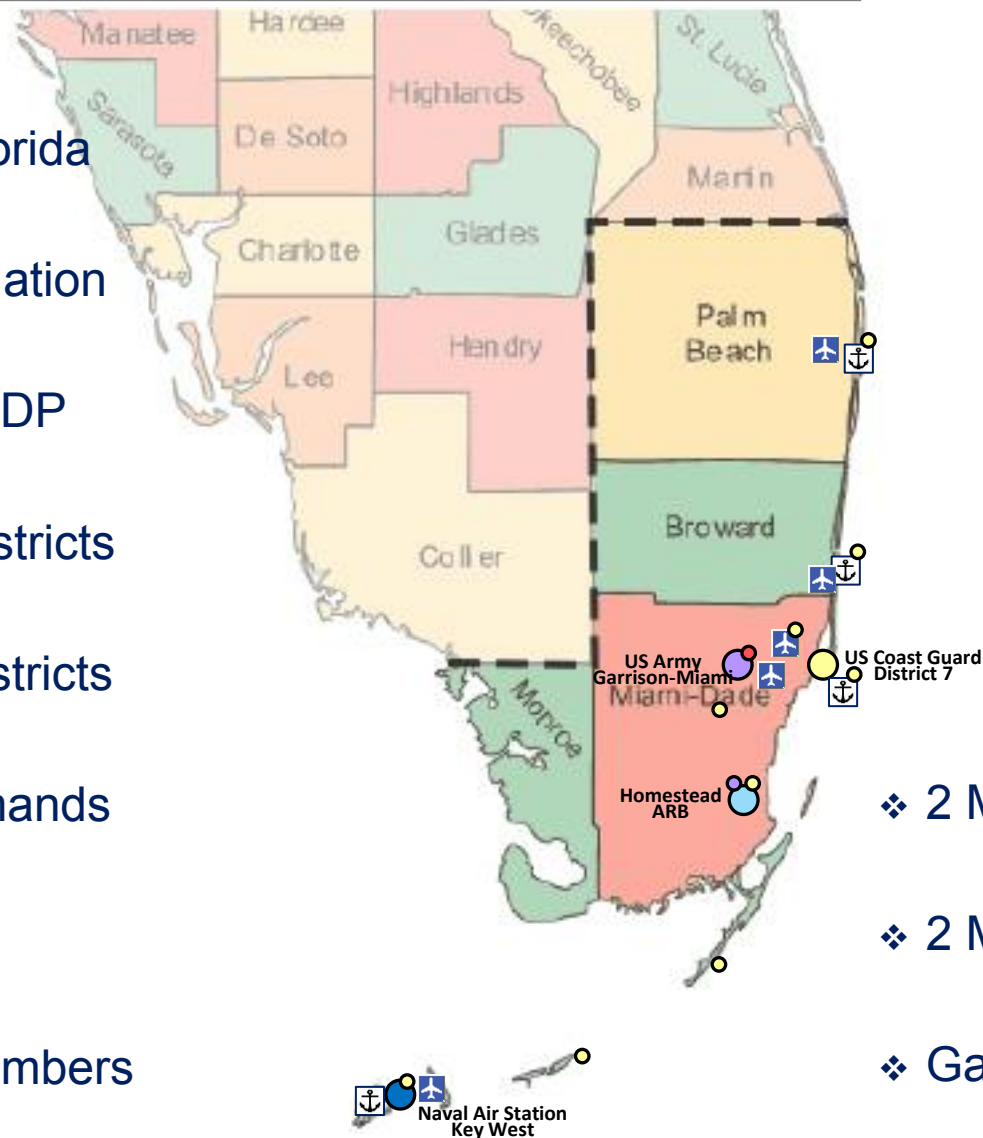 Manatee
Hardee
Okeechobee
St. Lucie
Highlands
Sarasota
De Soto
orida
Martin
Glades
Charlotte
ation
Palm
Beach
Hendry
Lee
DP
Broward
stricts
Collier
US Army
Garrison-Miami
US Coast Guard
District 7
stricts
Miami-Dade
Monroe
Homestead
ARB
mands
❖ 2 M
❖ 2 M
mbers
❖ Ga
Naval Air Station
Key West